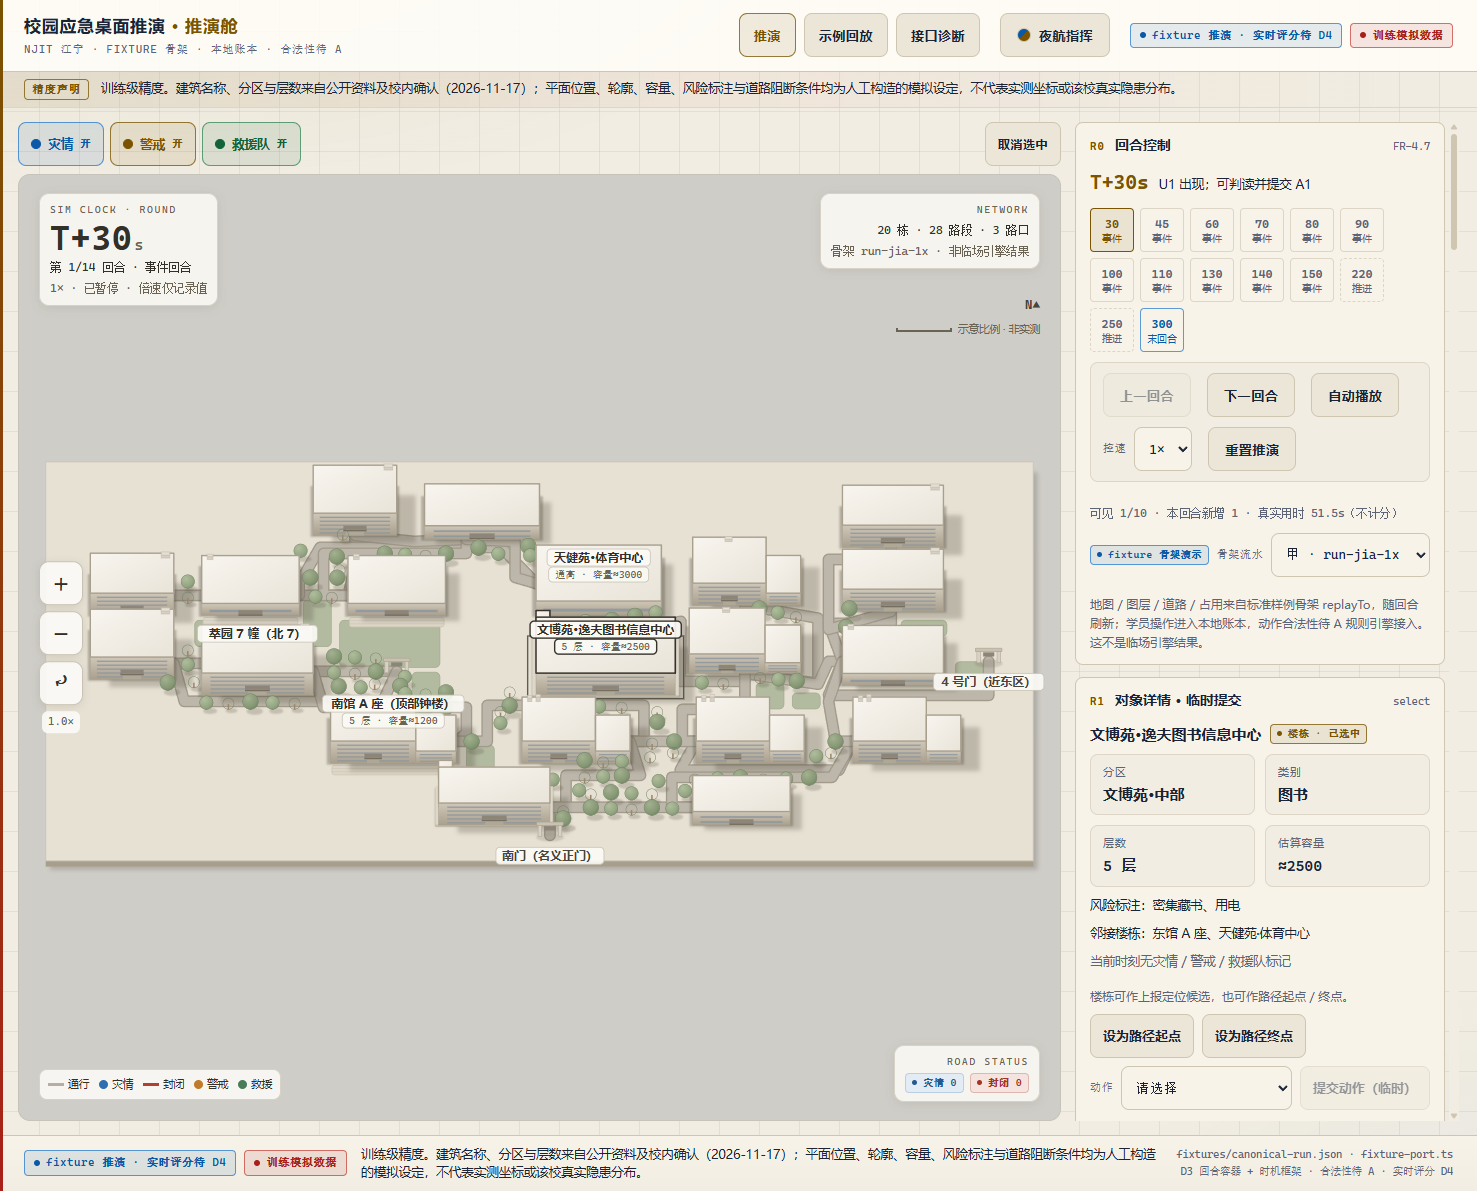 校园应急桌面推演 • 推演舱
NJIT 江宁 · FIXTURE 骨架 · 本地账本 · 合法性待 A
推演
示例回放
接口诊断
夜航指挥
fixture 推演 · 实时评分待 D4
训练模拟数据
精度声明
训练级精度。建筑名称、分区与层数来自公开资料及校内确认（2026-11-17）；平面位置、轮廓、容量、风险标注与道路阻断条件均为人工构造的模拟设定，不代表实测坐标或该校真实隐患分布。
灾情 开
警戒 开
救援队 开
取消选中
SIM CLOCK · ROUND
T+30s
第 1/14 回合 · 事件回合
1× · 已暂停 · 倍速仅记录值
NETWORK
20 栋 · 28 路段 · 3 路口
骨架 run-jia-1x · 非临场引擎结果
N▲
示意比例 · 非实测
+
−
1.0×
天健苑•体育中心
通高 · 容量≈3000
文博苑•逸夫图书信息中心
5 层 · 容量≈2500
萃园 7 幢（北 7）
南馆 A 座（顶部钟楼）
5 层 · 容量≈1200
4 号门（近东区）
南门（名义正门）
通行
灾情
封闭
警戒
救援
ROAD STATUS
灾情 0
封闭 0
R0 回合控制
FR-4.7
T+30s U1 出现；可判读并提交 A1
30 事件
45 事件
60 事件
70 事件
80 事件
90 事件
100 事件
110 事件
130 事件
140 事件
150 事件
220 推进
250 推进
300 末回合
上一回合
下一回合
自动播放
控速
1×
重置推演
可见 1/10 · 本回合新增 1 · 真实用时 51.5s（不计分）
fixture 骨架演示
骨架流水
甲 · run-jia-1x
地图 / 图层 / 道路 / 占用来自标准样例骨架 replayTo，随回合
刷新；学员操作进入本地账本，动作合法性待 A 规则引擎接入。
这不是临场引擎结果。
R1 对象详情 • 临时提交
select
文博苑•逸夫图书信息中心
楼栋 · 已选中
分区
文博苑•中部
类别
图书
层数
5 层
估算容量
≈2500
风险标注：密集藏书、用电
邻接楼栋：东馆 A 座、天健苑·体育中心
当前时刻无灾情 / 警戒 / 救援队标记
楼栋可作上报定位候选，也可作路径起点 / 终点。
设为路径起点
设为路径终点
动作
请选择
提交动作（临时）
fixture 推演 · 实时评分待 D4
训练模拟数据
训练级精度。建筑名称、分区与层数来自公开资料及校内确认（2026-11-17）；平面位置、轮廓、容量、风险标注与道路阻断条件均为人工构造
的模拟设定，不代表实测坐标或该校真实隐患分布。
fixtures/canonical-run.json · fixture-port.ts
D3 回合容器 + 时机框架 · 合法性待 A · 实时评分 D4